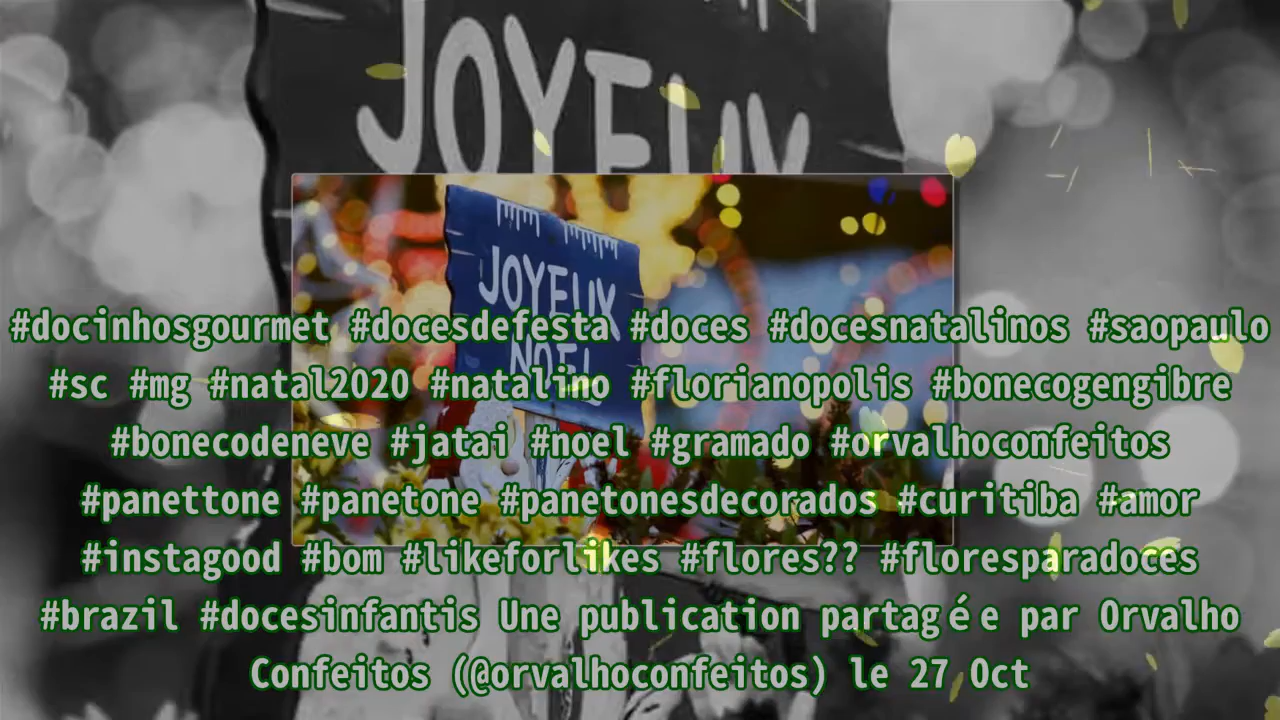 JOYEUX
JOYEUX
NOEL
#docinhosgourmet #docesdefesta #doces #docesnatalinos #saopaulo
#sc #mg #natal2020 #natalino #florianopolis #bonecogengibre
#bonecodeneve #jatai #noel #gramado #orvalhoconfeitos
#panettone #panetone #panetonesdecorados #curitiba #amor
#instagood #bom #likeforlikes #flores?? #floresparadoces
#brazil #docesinfantis Une publication partagée par Orvalho
Confeitos (@orvalhoconfeitos) le 27 Oct